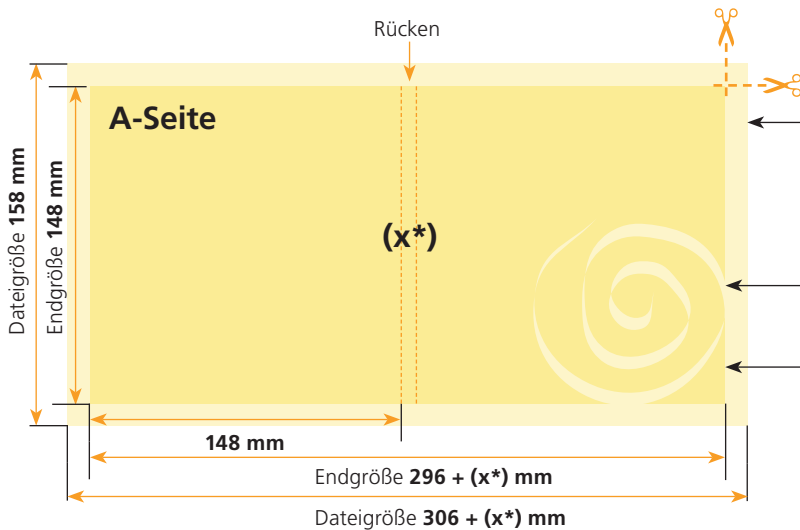 Rücken
A-Seite
(x*)
Dateigröße 158 mm
Endgröße 148 mm
148 mm
Endgröße 296 + (x*) mm
Dateigröße 306 + (x*) mm